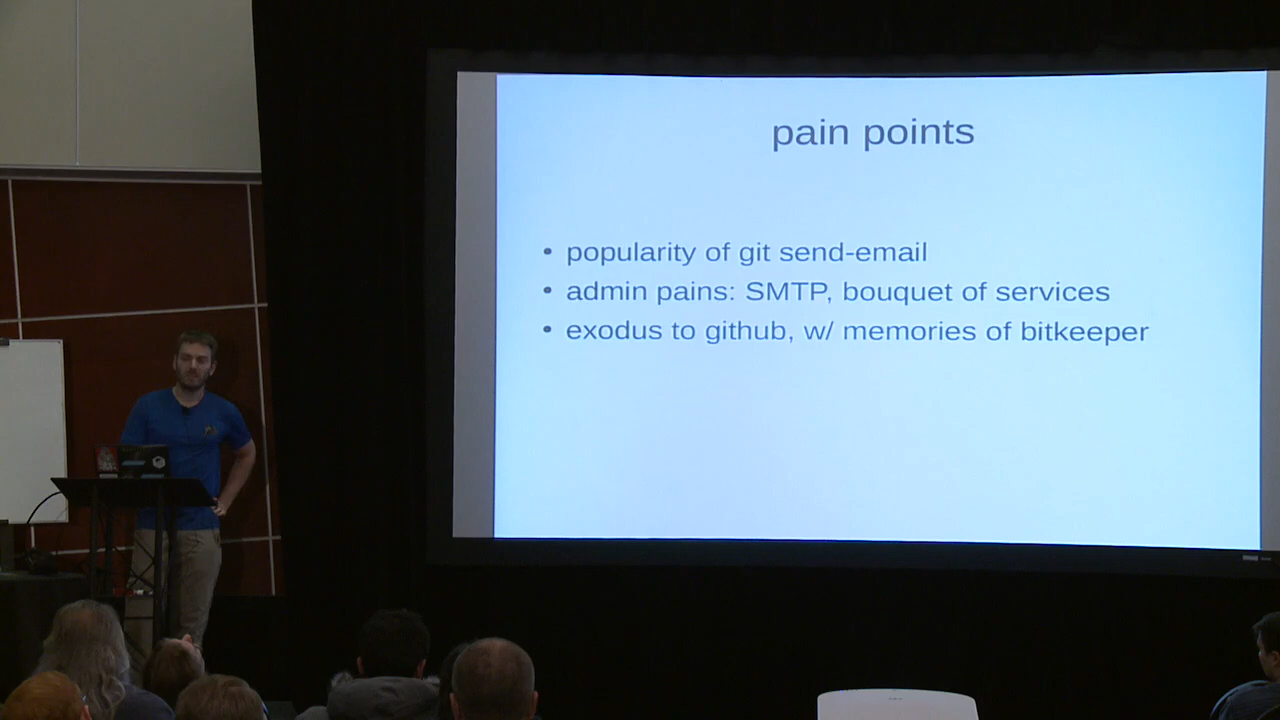 pain points
• popularity of git send-email
• admin pains: SMTP, bouquet of services
• exodus to github, w/ memories of bitkeeper